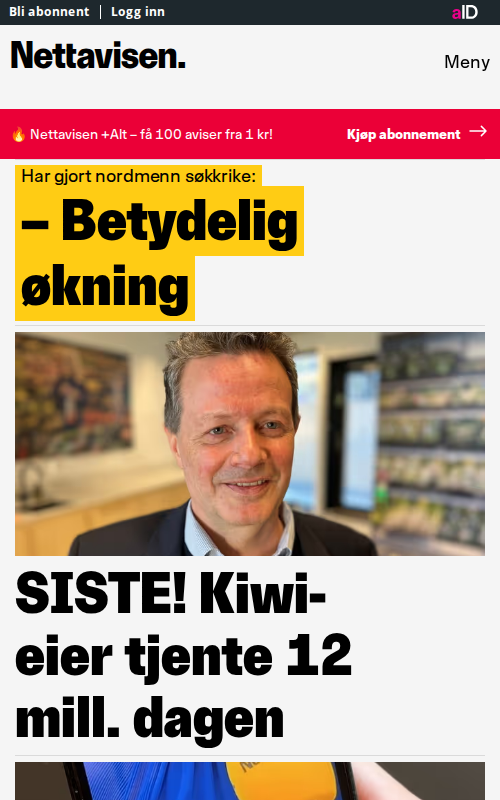 Bli abonnent | Logg inn
aID
Nettavisen.
Meny
🔥 Nettavisen +Alt – få 100 aviser fra 1 kr!
Kjøp abonnement →
Har gjort nordmenn søkkrike:
– Betydelig
økning
SISTE! Kiwi-
eier tjente 12
mill. dagen